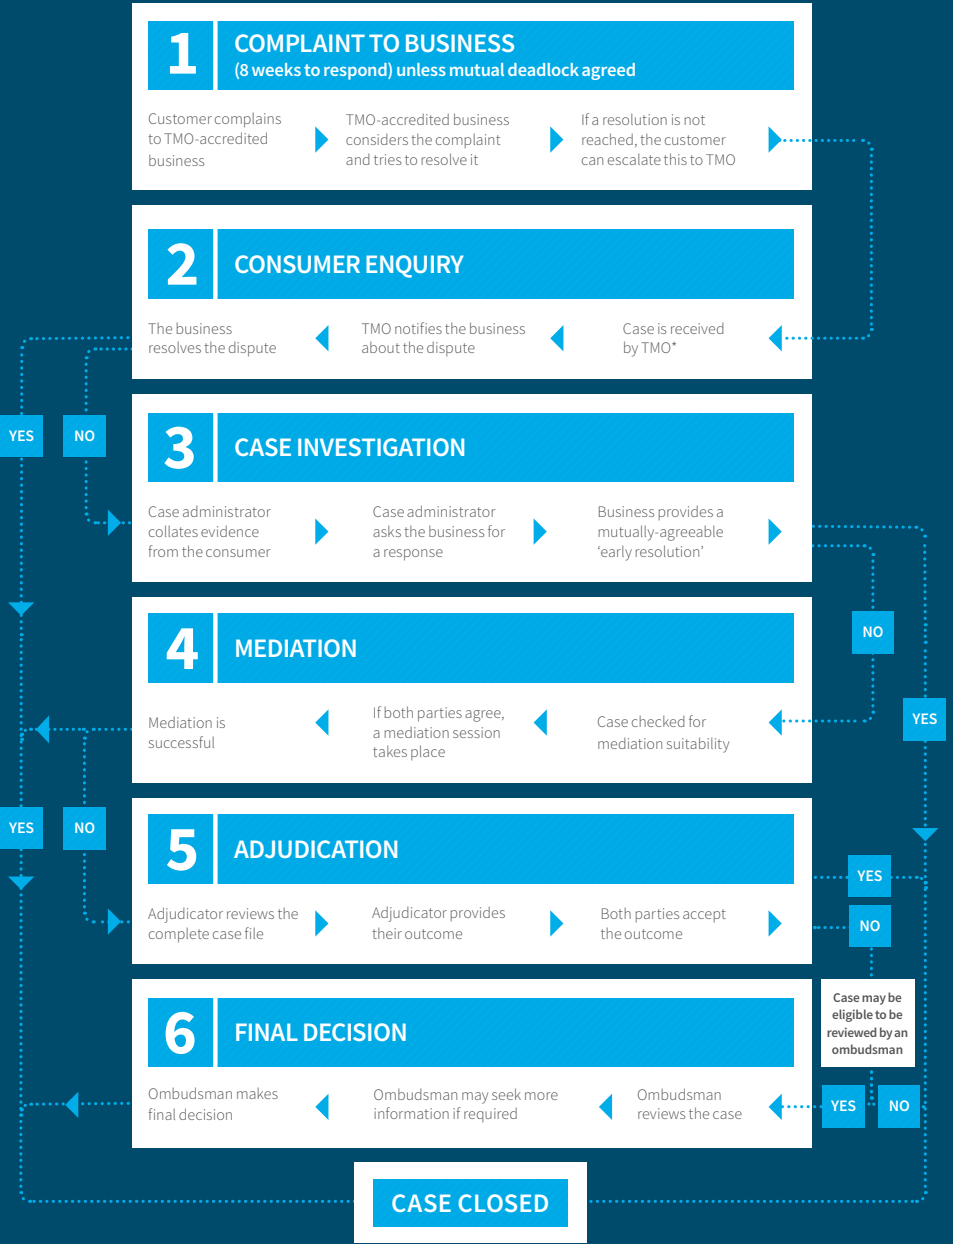 1
COMPLAINT TO BUSINESS
(8 weeks to respond) unless mutual deadlock agreed
Customer complains
to TMO-accredited
business
TMO-accredited business
considers the complaint
and tries to resolve it
If a resolution is not
reached, the customer
can escalate this to TMO
2
CONSUMER ENQUIRY
The business
resolves the dispute
TMO notifies the business
about the dispute
Case is received
by TMO*
YES
NO
3
CASE INVESTIGATION
Case administrator
collates evidence
from the consumer
Case administrator
asks the business for
a response
Business provides a
mutually-agreeable
‘early resolution’
NO
YES
4
MEDIATION
Mediation is
successful
If both parties agree,
a mediation session
takes place
Case checked for
mediation suitability
YES
NO
5
ADJUDICATION
Adjudicator reviews the
complete case file
Adjudicator provides
their outcome
Both parties accept
the outcome
YES
NO
Case may be
eligible to be
reviewed by an
ombudsman
6
FINAL DECISION
Ombudsman makes
final decision
Ombudsman may seek more
information if required
Ombudsman
reviews the case
YES
NO
CASE CLOSED